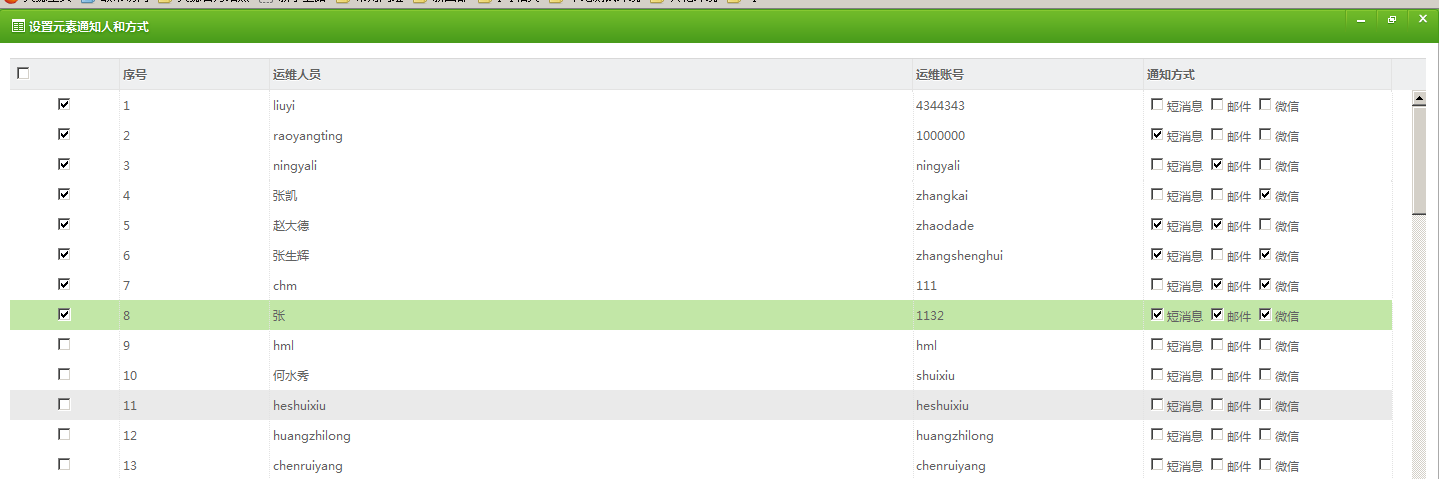 设置元素通知人和方式
序号 运维人员 运维账号 通知方式
1 liuyi 4344343 短消息 邮件 微信
2 raoyangting 1000000 短消息 邮件 微信
3 ningyali ningyali 短消息 邮件 微信
4 张凯 zhangkai 短消息 邮件 微信
5 赵大德 zhaodade 短消息 邮件 微信
6 张生辉 zhangshenghui 短消息 邮件 微信
7 chm 111 短消息 邮件 微信
8 张 1132 短消息 邮件 微信
9 hml hml 短消息 邮件 微信
10 何水秀 shuixiu 短消息 邮件 微信
11 heshuixiu heshuixiu 短消息 邮件 微信
12 huangzhilong huangzhilong 短消息 邮件 微信
13 chenruiyang chenruiyang 短消息 邮件 微信